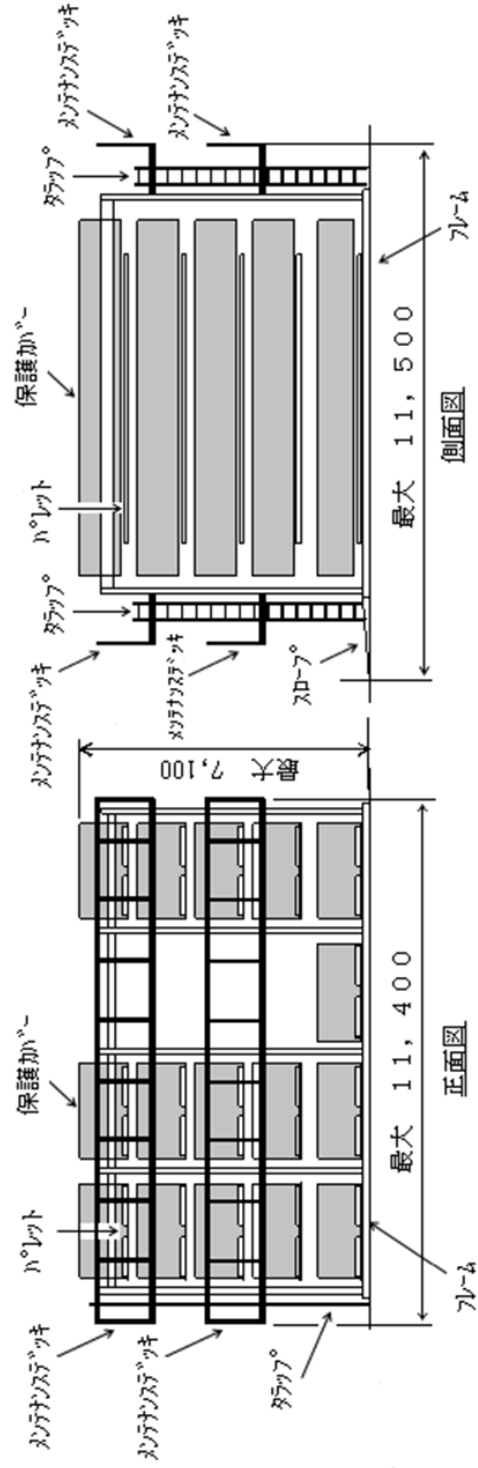 メンテナンスデッキ
メンテナンスデッキ
タラップ
パレット
保護カバー
フレーム
最大 11,400
正面図
最大 7,100
メンテナンスデッキ
メンテナンスデッキ
タラップ
パレット
保護カバー
タラップ
メンテナンスデッキ
メンテナンスデッキ
スロープ
フレーム
最大 11,500
側面図